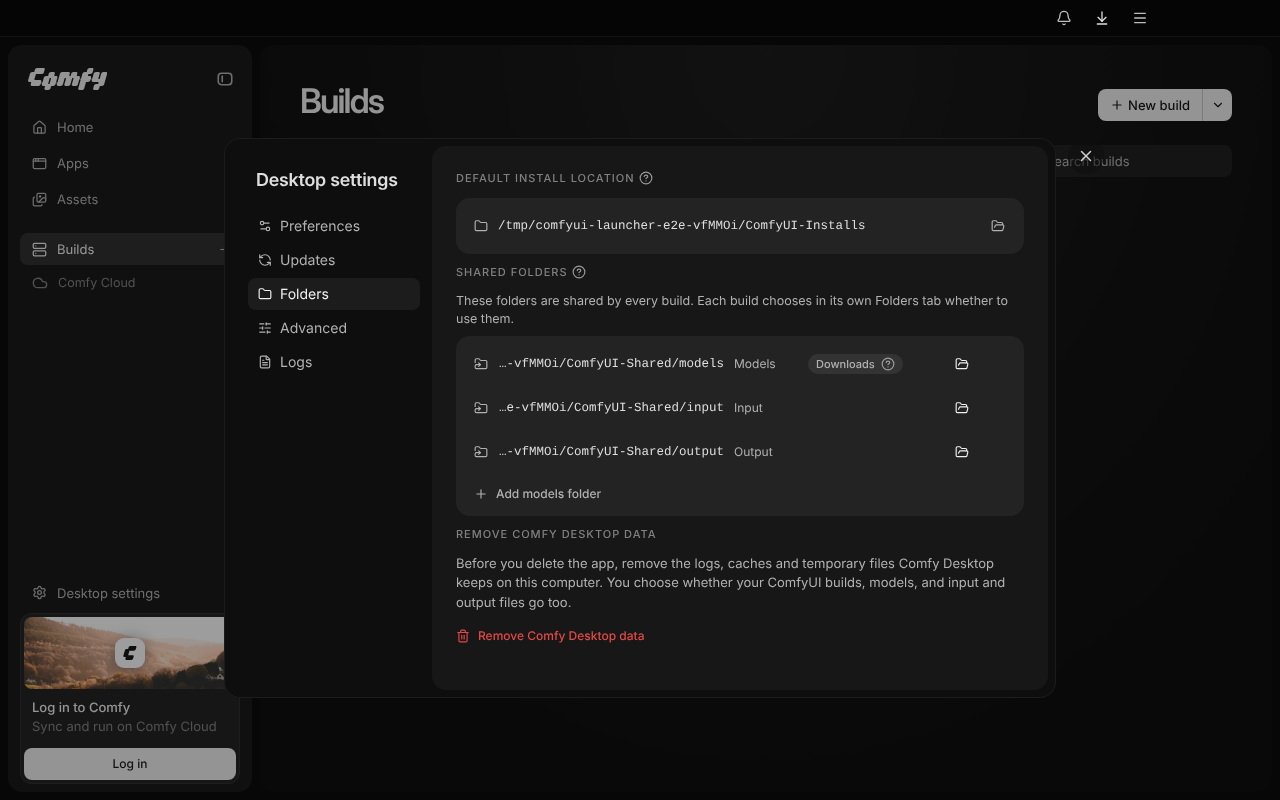 Comfy
Home
Apps
Assets
Builds
Comfy Cloud
Desktop settings
Log in to Comfy
Sync and run on Comfy Cloud
Log in
Builds
New build
earch builds
Desktop settings
Preferences
Updates
Folders
Advanced
Logs
DEFAULT INSTALL LOCATION
/tmp/comfyui-launcher-e2e-vfMMOi/ComfyUI-Installs
SHARED FOLDERS
These folders are shared by every build. Each build chooses in its own Folders tab whether to
use them.
…-vfMMOi/ComfyUI-Shared/models Models Downloads
…e-vfMMOi/ComfyUI-Shared/input Input
…-vfMMOi/ComfyUI-Shared/output Output
Add models folder
REMOVE COMFY DESKTOP DATA
Before you delete the app, remove the logs, caches and temporary files Comfy Desktop
keeps on this computer. You choose whether your ComfyUI builds, models, and input and
output files go too.
Remove Comfy Desktop data